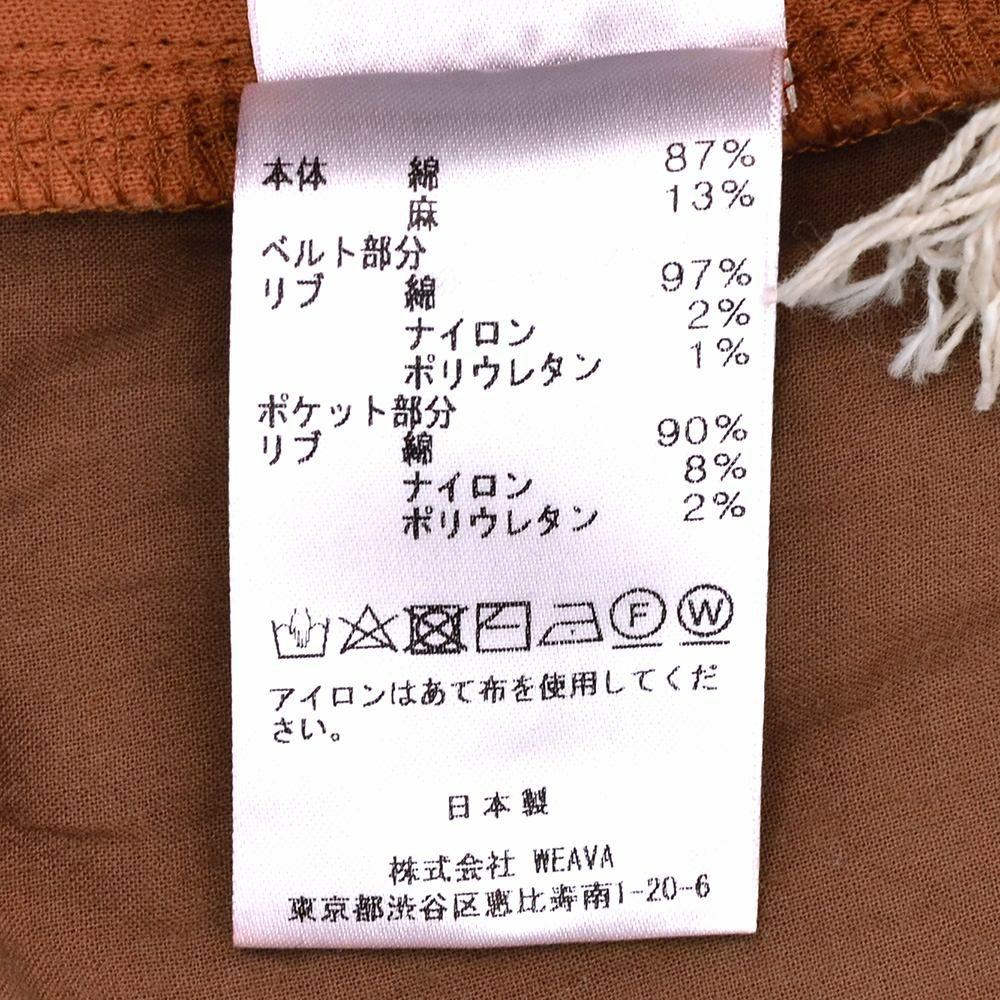 本体 綿 87%
麻 13%
ベルト部分
リブ 綿 97%
ナイロン 2%
ポリウレタン 1%
ポケット部分
リブ 綿 90%
ナイロン 8%
ポリウレタン 2%
F W
アイロンはあて布を使用してくだ
さい。
日本製
株式会社 WEAVA
東京都渋谷区恵比寿南1-20-6